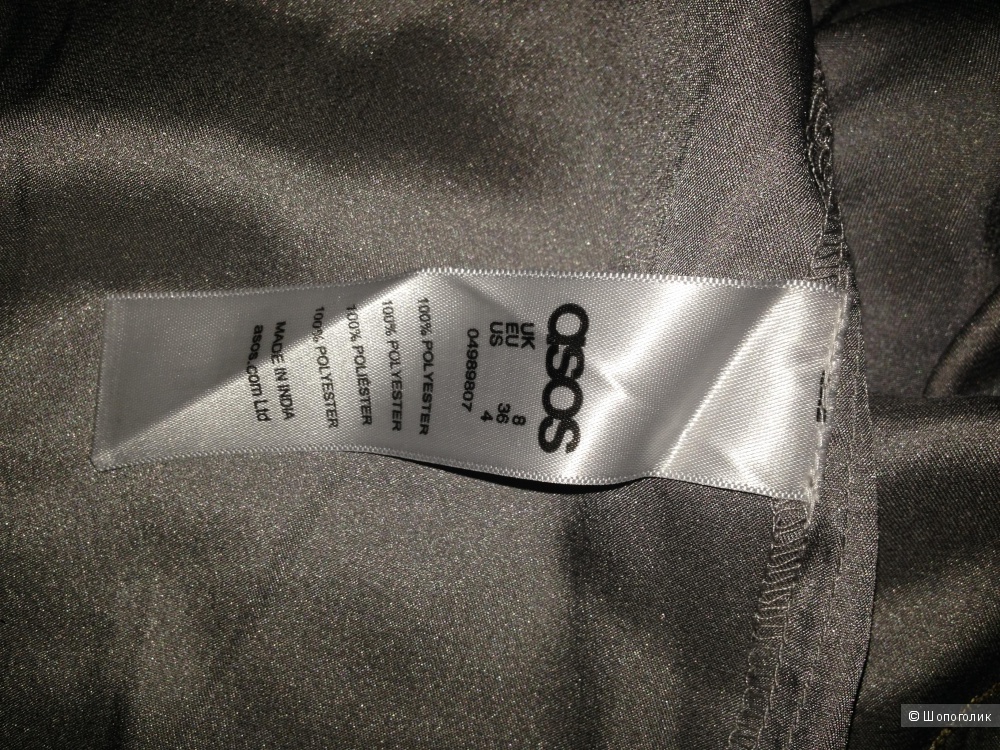 asos
UK 8
EU 36
US 4
04989807
100% POLYESTER
100% POLYESTER
100% POLIÉSTER
100% POLYESTER
MADE IN INDIA
asos.com Ltd
© Шопоголик